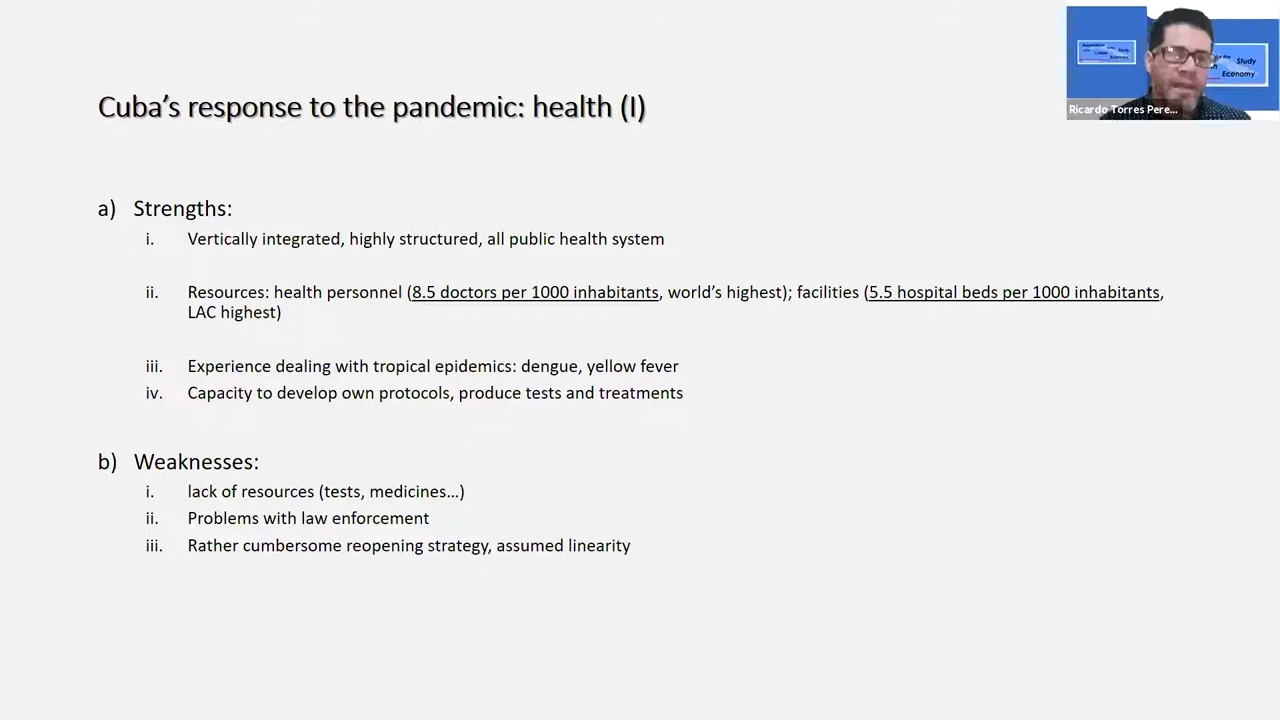 Cuba's response to the pandemic: health (I)
a) Strengths:
i. Vertically integrated, highly structured, all public health system
ii. Resources: health personnel (8.5 doctors per 1000 inhabitants, world's highest); facilities (5.5 hospital beds per 1000 inhabitants,
LAC highest)
iii. Experience dealing with tropical epidemics: dengue, yellow fever
iv. Capacity to develop own protocols, produce tests and treatments
b) Weaknesses:
i. lack of resources (tests, medicines...)
ii. Problems with law enforcement
iii. Rather cumbersome reopening strategy, assumed linearity
Study
Economy
Ricardo Torres Pere...